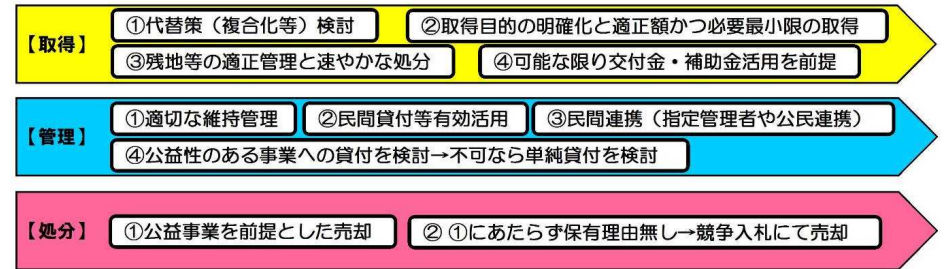 【取得】
①代替策（複合化等）検討
②取得目的の明確化と適正額かつ必要最小限の取得
③残地等の適正管理と速やかな処分
④可能な限り交付金・補助金活用を前提
【管理】
①適切な維持管理
②民間貸付等有効活用
③民間連携（指定管理者や公民連携）
④公益性のある事業への貸付を検討→不可なら単純貸付を検討
【処分】
①公益事業を前提とした売却
② ①にあたらず保有理由無し→競争入札にて売却